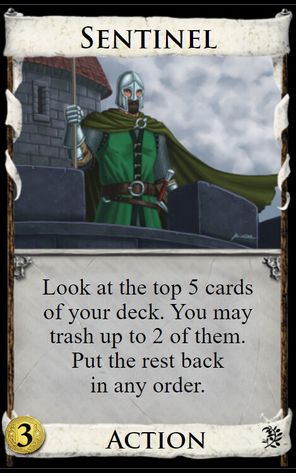 Sentinel
Look at the top 5 cards
of your deck. You may
trash up to 2 of them.
Put the rest back
in any order.
3
Action